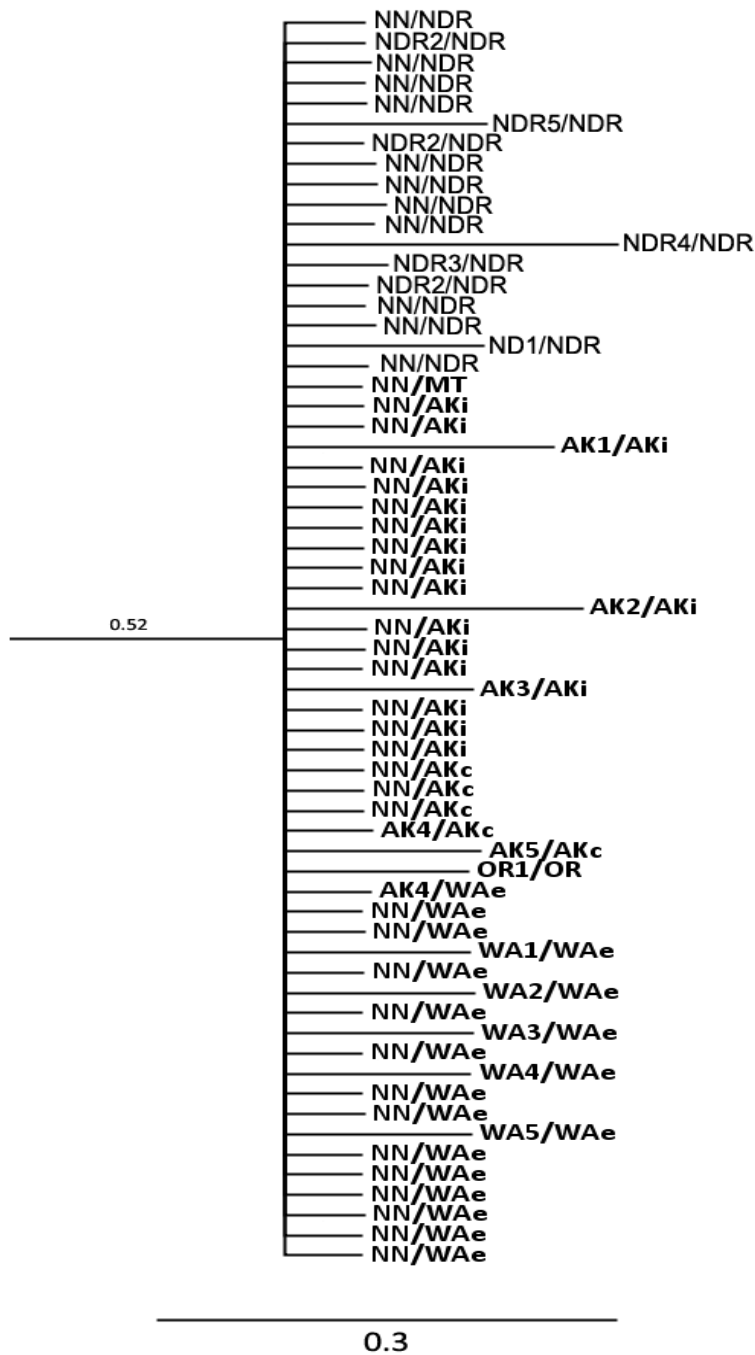 NN/NDR
NDR2/NDR
NN/NDR
NN/NDR
NN/NDR
NDR5/NDR
NDR2/NDR
NN/NDR
NN/NDR
NN/NDR
NN/NDR
NDR4/NDR
NDR3/NDR
NDR2/NDR
NN/NDR
NN/NDR
ND1/NDR
NN/NDR
NN/MT
NN/AKi
NN/AKi
AK1/AKi
NN/AKi
NN/AKi
NN/AKi
NN/AKi
NN/AKi
NN/AKi
NN/AKi
AK2/AKi
0.52
NN/AKi
NN/AKi
NN/AKi
AK3/AKi
NN/AKi
NN/AKi
NN/AKi
NN/AKc
NN/AKc
NN/AKc
AK4/AKc
AK5/AKc
OR1/OR
AK4/WAe
NN/WAe
NN/WAe
WA1/WAe
NN/WAe
WA2/WAe
NN/WAe
WA3/WAe
NN/WAe
WA4/WAe
NN/WAe
NN/WAe
WA5/WAe
NN/WAe
NN/WAe
NN/WAe
NN/WAe
NN/WAe
NN/WAe
0.3